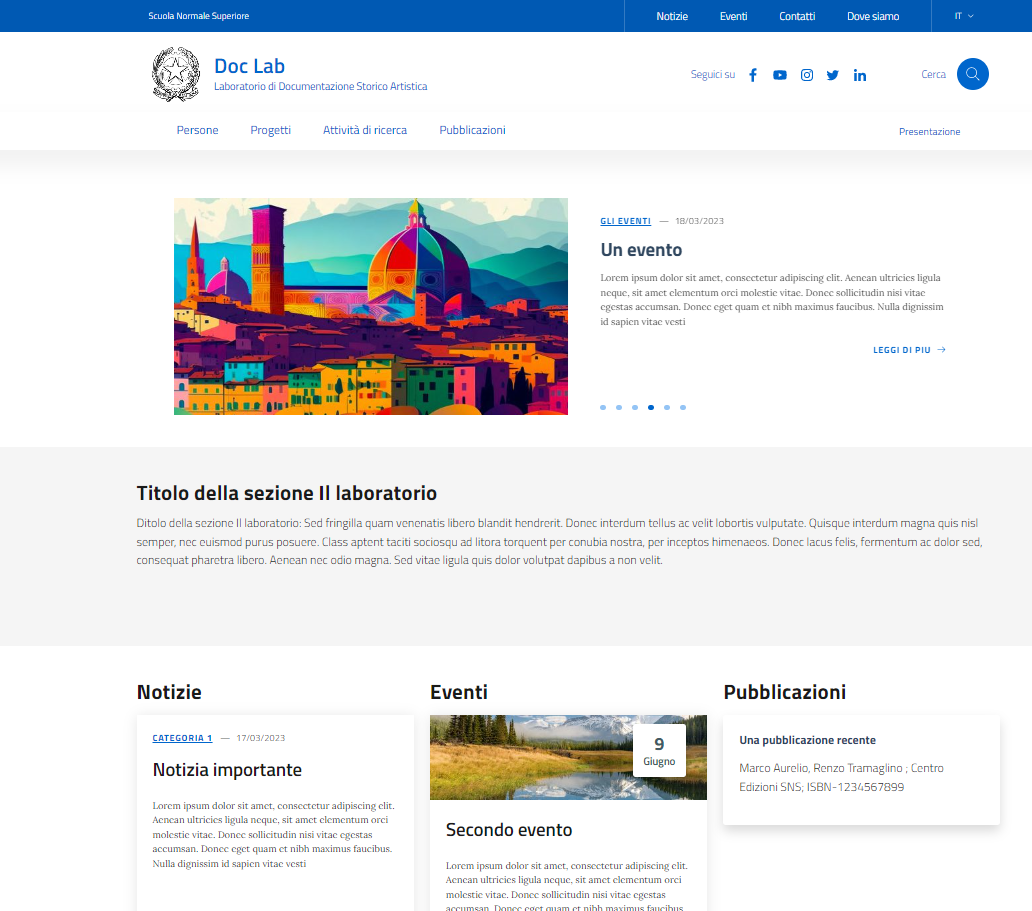 Scuola Normale Superiore
Notizie
Eventi
Contatti
Dove siamo
IT
Doc Lab
Laboratorio di Documentazione Storico Artistica
Seguici su
Cerca
Persone
Progetti
Attività di ricerca
Pubblicazioni
Presentazione
GLI EVENTI — 18/03/2023
Un evento
Lorem ipsum dolor sit amet, consectetur adipiscing elit. Aenean ultricies ligula
neque, sit amet elementum orci molestie vitae. Donec sollicitudin nisi vitae
egestas accumsan. Donec eget quam et nibh maximus faucibus. Nulla dignissim
id sapien vitae vesti
LEGGI DI PIU →
Titolo della sezione Il laboratorio
Ditolo della sezione Il laboratorio: Sed fringilla quam venenatis libero blandit hendrerit. Donec interdum tellus ac velit lobortis vulputate. Quisque interdum magna quis nisl
semper, nec euismod purus posuere. Class aptent taciti sociosqu ad litora torquent per conubia nostra, per inceptos himenaeos. Donec lacus felis, fermentum ac dolor sed,
consequat pharetra libero. Aenean nec odio magna. Sed vitae ligula quis dolor volutpat dapibus a non velit.
Notizie
CATEGORIA 1 — 17/03/2023
Notizia importante
Lorem ipsum dolor sit amet, consectetur adipiscing elit.
Aenean ultricies ligula neque, sit amet elementum orci
molestie vitae. Donec sollicitudin nisi vitae egestas
accumsan. Donec eget quam et nibh maximus faucibus.
Nulla dignissim id sapien vitae vesti
Eventi
9
Giugno
Secondo evento
Lorem ipsum dolor sit amet, consectetur adipiscing elit.
Aenean ultricies ligula neque, sit amet elementum orci
molestie vitae. Donec sollicitudin nisi vitae egestas
accumsan. Donec eget quam et nibh maximus faucibus.
Pubblicazioni
Una pubblicazione recente
Marco Aurelio, Renzo Tramaglino ; Centro
Edizioni SNS; ISBN-1234567899